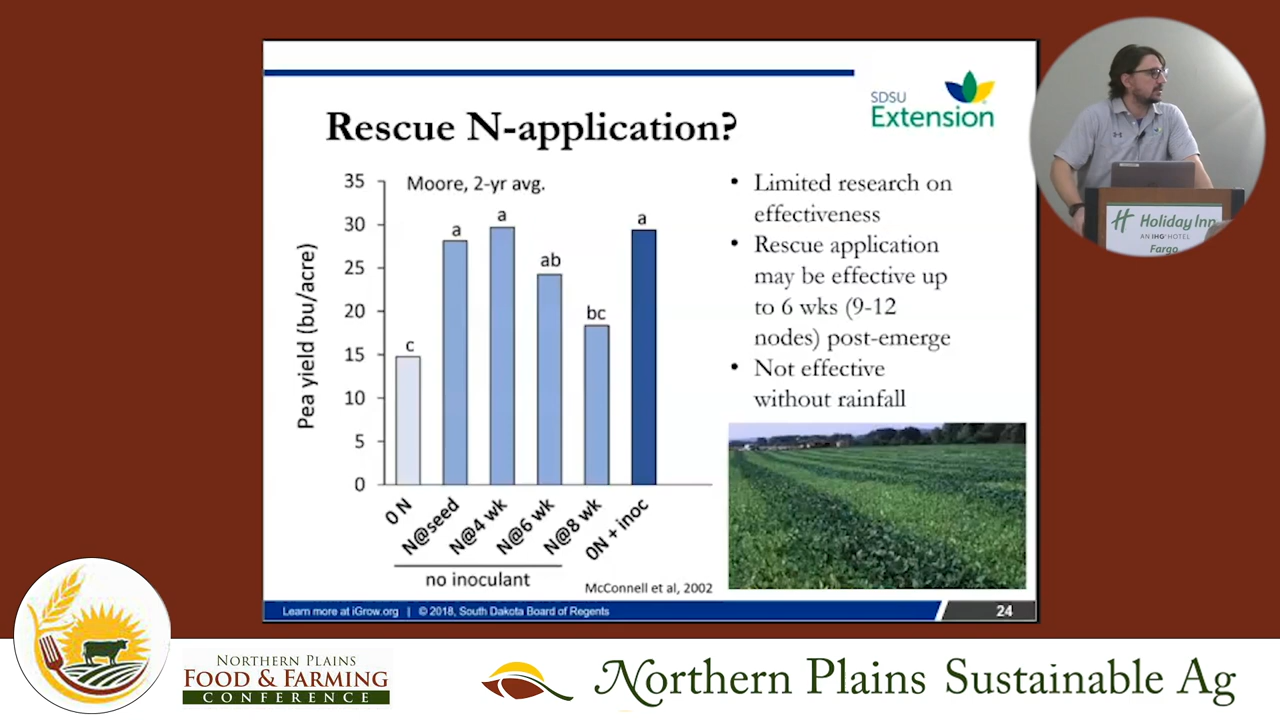 SDSU
Extension
Rescue N-application?
Moore, 2-yr avg.
Pea yield (bu/acre)
35
30
25
20
15
10
5
0
c
a
a
ab
bc
a
0 N
N@seed
N@4 wk
N@6 wk
N@8 wk
0N + inoc
no inoculant
McConnell et al, 2002
• Limited research on
effectiveness
• Rescue application
may be effective up
to 6 wks (9-12
nodes) post-emerge
• Not effective
without rainfall
Learn more at iGrow.org | © 2018, South Dakota Board of Regents
24
H Holiday Inn
AN IHG HOTEL
Fargo
NORTHERN PLAINS
FOOD & FARMING
CONFERENCE
Northern Plains Sustainable Ag